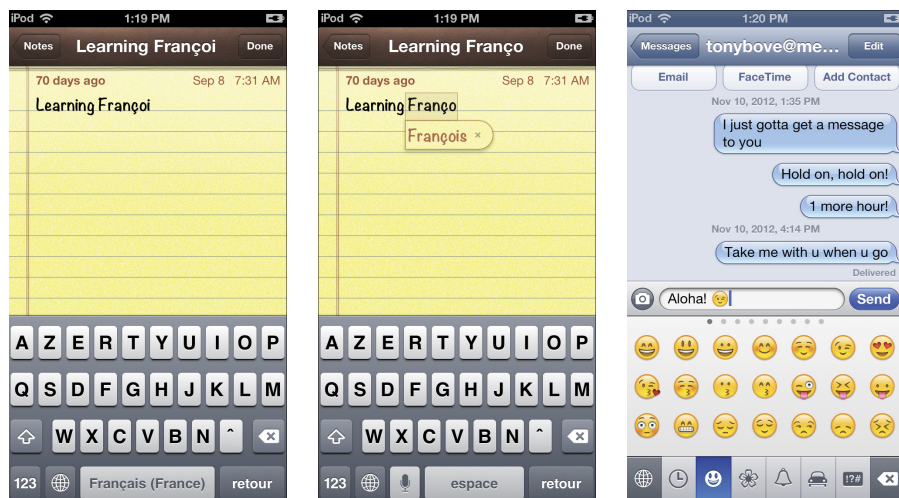 iPod 1:19 PM
Notes Learning Françoi Done
70 days ago Sep 8 7:31 AM
Learning Françoi
A Z E R T Y U I O P
Q S D F G H J K L M
W X C V B N ^
123 Français (France) retour
iPod 1:19 PM
Notes Learning Franço Done
70 days ago Sep 8 7:31 AM
Learning Franço
François ×
A Z E R T Y U I O P
Q S D F G H J K L M
W X C V B N ^
123 espace retour
iPod 1:20 PM
Messages tonybove@me... Edit
Email FaceTime Add Contact
Nov 10, 2012, 1:35 PM
I just gotta get a message
to you
Hold on, hold on!
1 more hour!
Nov 10, 2012, 4:14 PM
Take me with u when u go
Delivered
Aloha! 😉 Send
!?#